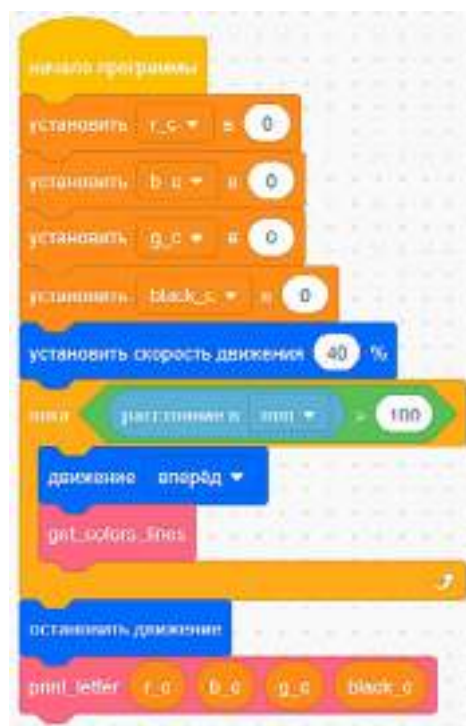 начало программы
установить r_c в 0
установить b_c в 0
установить g_c в 0
установить black_c в 0
установить скорость движения 40 %
пока расстояние в mm 100
движение вперёд
get_colors_lines
остановить движение
print_letter r_c b_c g_c black_c